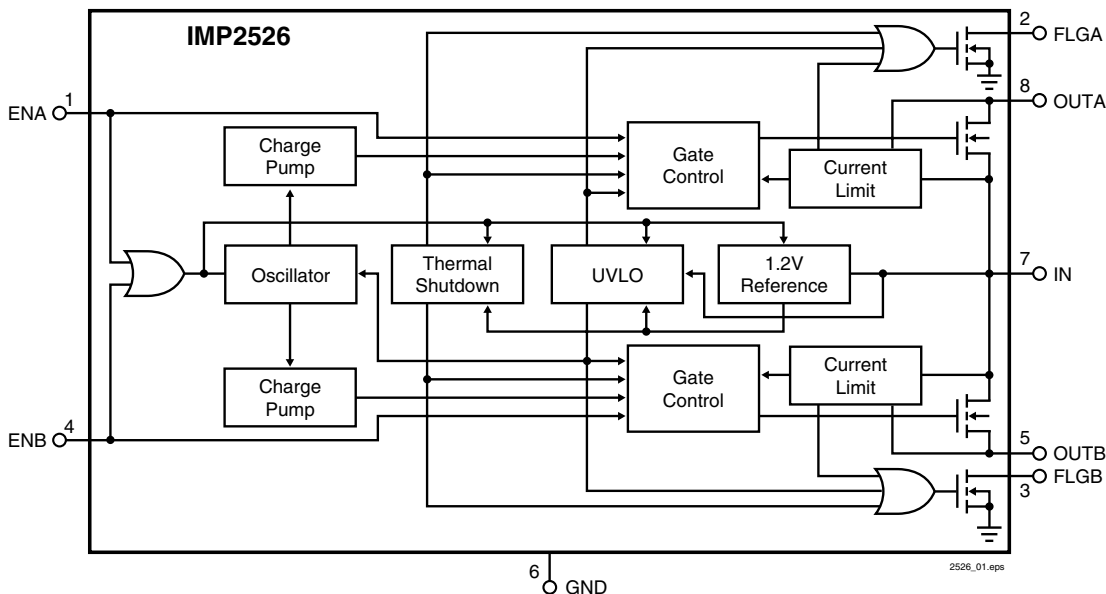 IMP2526
2
FLGA
8
OUTA
1
ENA
Charge
Pump
Gate
Control
Current
Limit
Oscillator
Thermal
Shutdown
UVLO
1.2V
Reference
7
IN
Charge
Pump
Gate
Control
Current
Limit
4
ENB
5
OUTB
FLGB
3
6
GND
2526_01.eps